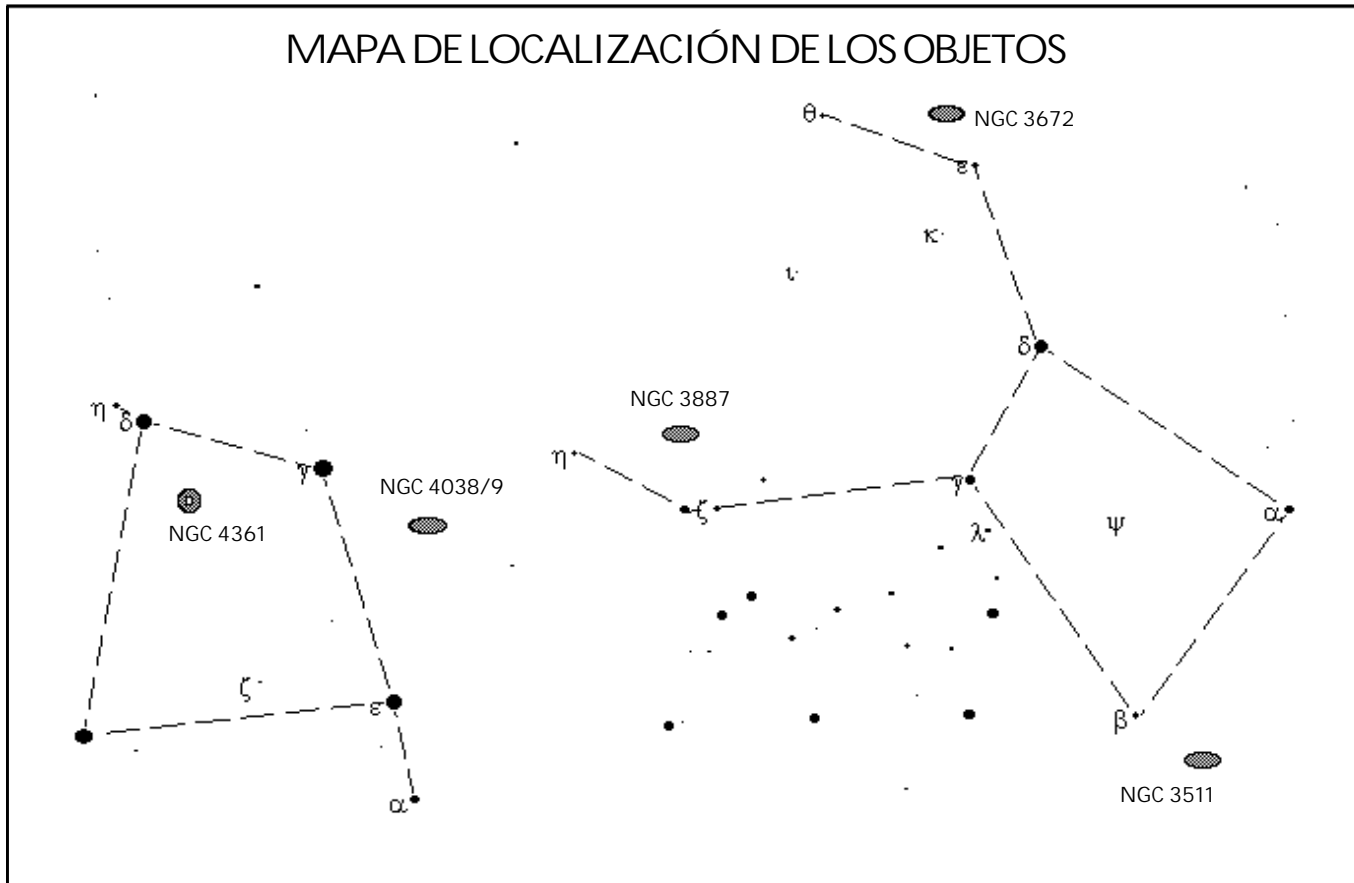 MAPA DE LOCALIZACIÓN DE LOS OBJETOS
θ
NGC 3672
ε
κ
ι
δ
NGC 3887
η
δ
γ
η
NGC 4038/9
γ
ζ
α
NGC 4361
λ
ψ
ζ
ε
β
NGC 3511
α